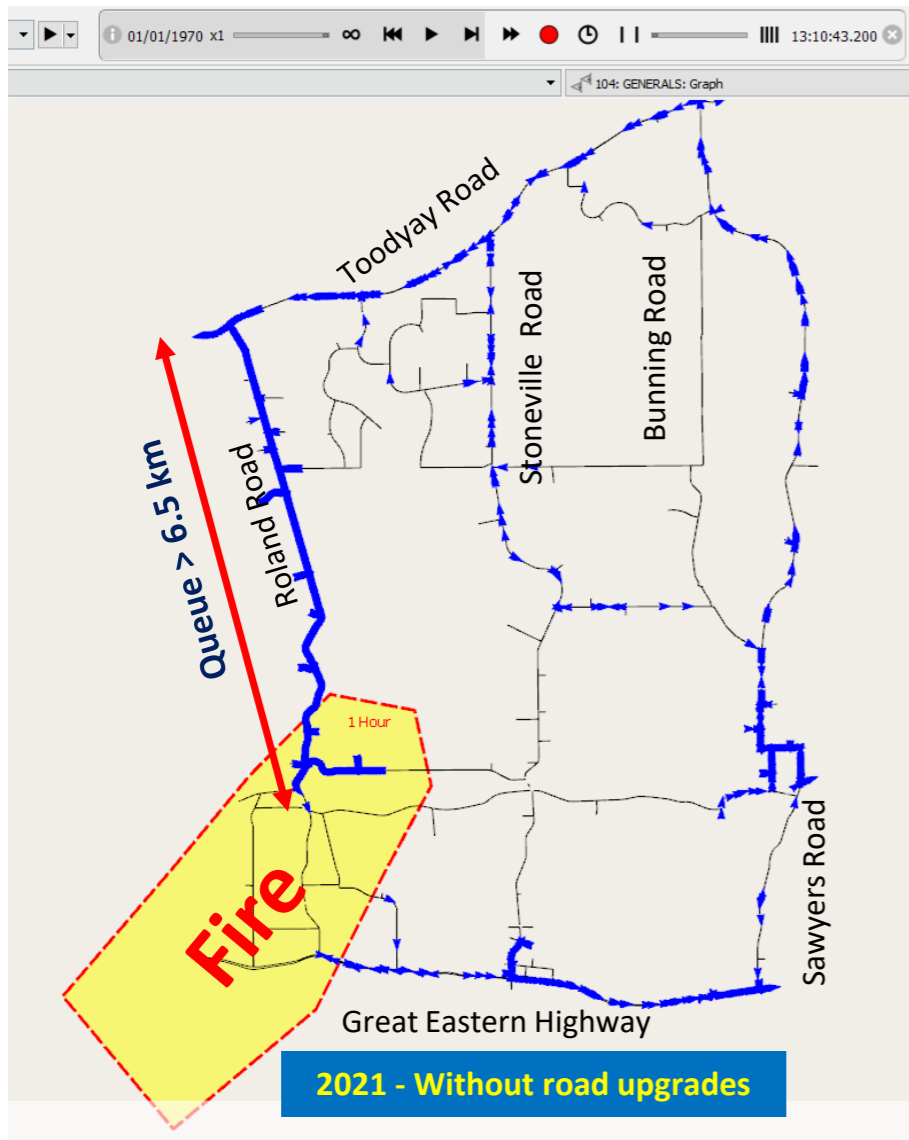 01/01/1970 x1
13:10:43.200
104: GENERALS: Graph
Toodyay Road
Stoneville Road
Bunning Road
Queue > 6.5 km
Roland Road
1 Hour
Fire
Sawyers Road
Great Eastern Highway
2021 - Without road upgrades